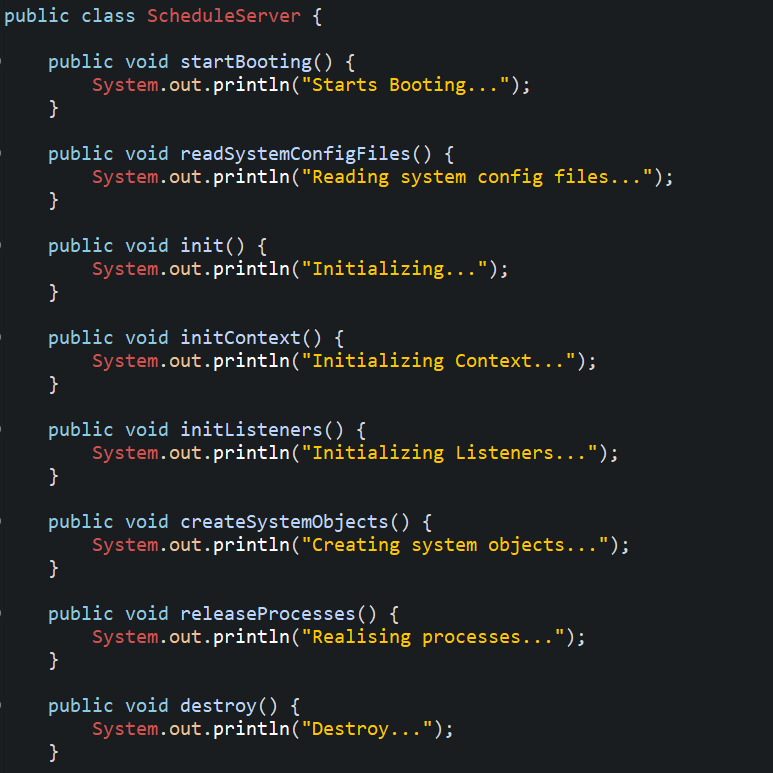 public class ScheduleServer {
public void startBooting() {
System.out.println("Starts Booting...");
}
public void readSystemConfigFiles() {
System.out.println("Reading system config files...");
}
public void init() {
System.out.println("Initializing...");
}
public void initContext() {
System.out.println("Initializing Context...");
}
public void initListeners() {
System.out.println("Initializing Listeners...");
}
public void createSystemObjects() {
System.out.println("Creating system objects...");
}
public void releaseProcesses() {
System.out.println("Realising processes...");
}
public void destroy() {
System.out.println("Destroy...");
}